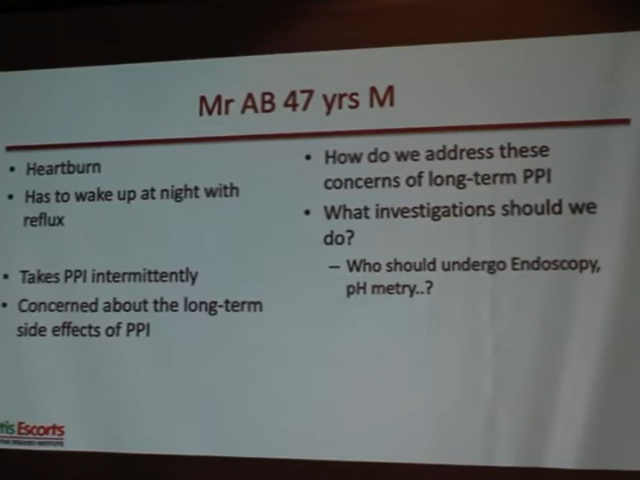 Mr AB 47 yrs M
• Heartburn
• Has to wake up at night with
reflux
• Takes PPI intermittently
• Concerned about the long-term
side effects of PPI
• How do we address these
concerns of long-term PPI
• What investigations should we
do?
– Who should undergo Endoscopy,
pH metry..?
tis Escorts